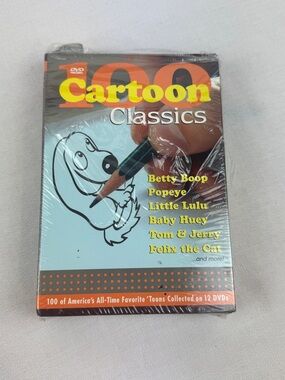 DVD
100
Cartoon
Classics
Betty Boop
Popeye
Little Lulu
Baby Huey
Tom & Jerry
Felix the Cat
...and more!
100 of America's All-Time Favorite 'Toons Collected on 12 DVDs